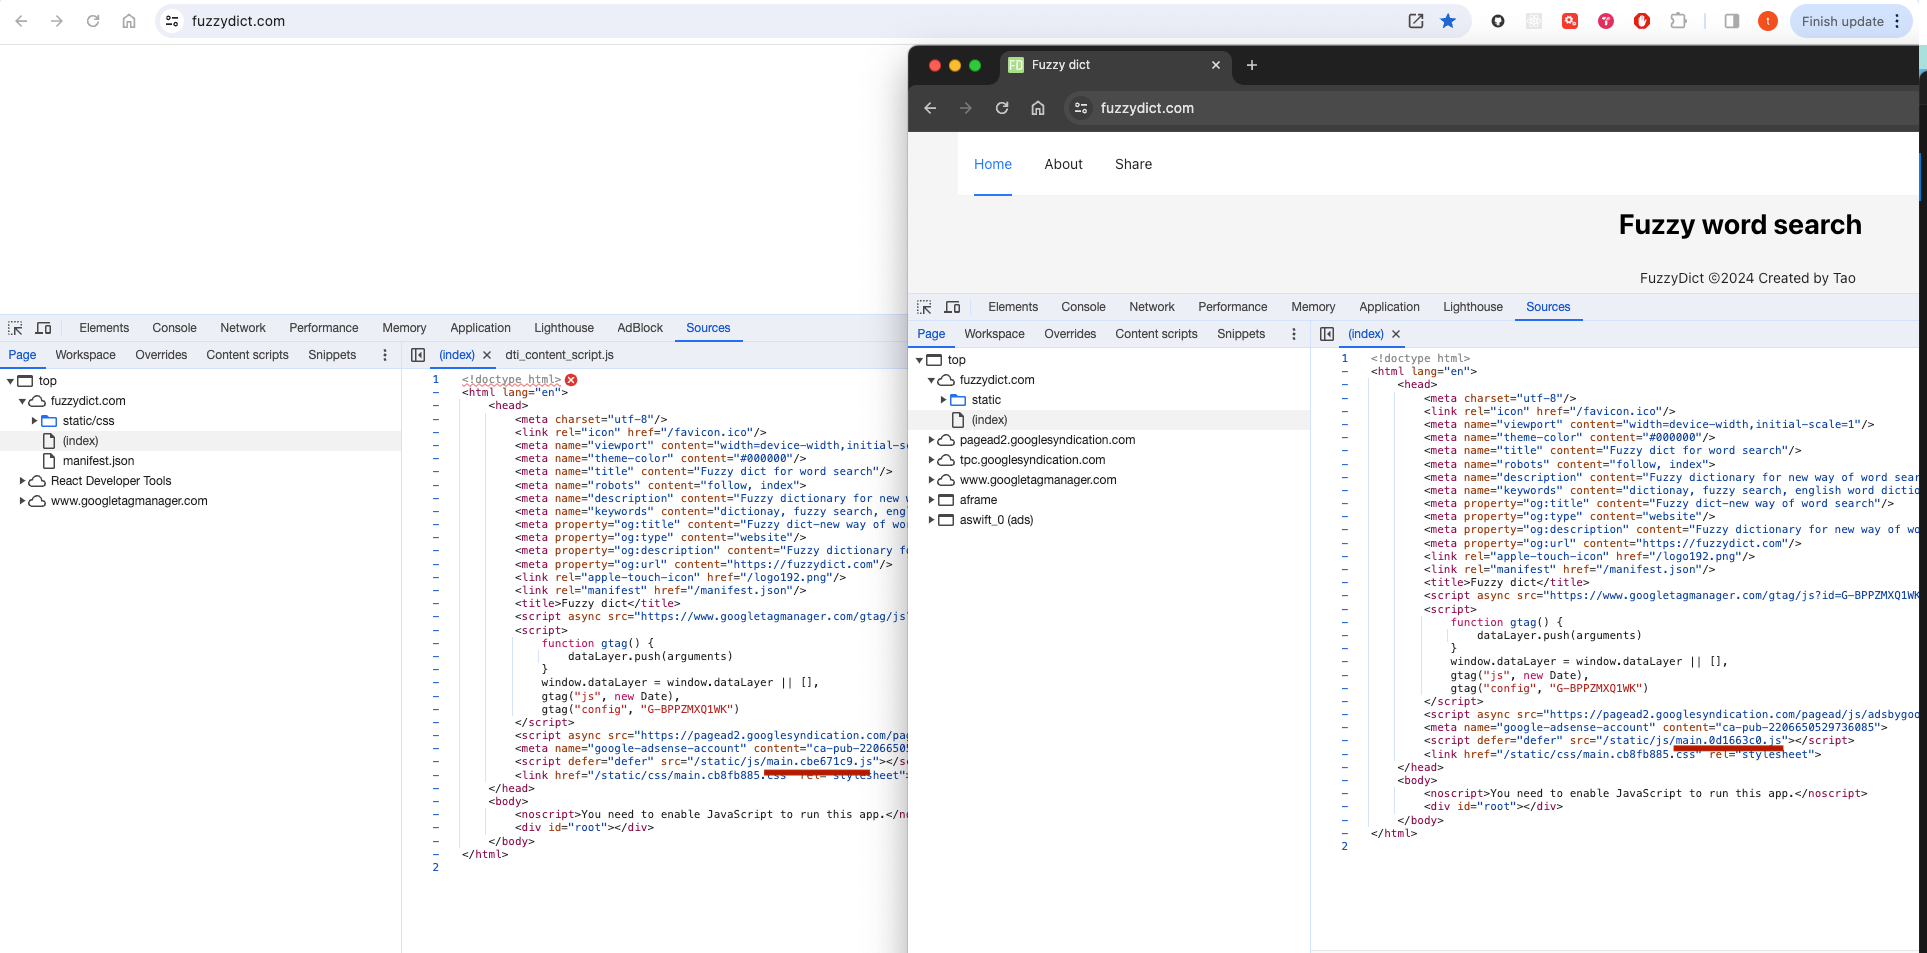 fuzzydict.com
t
Finish update
Elements Console Network Performance Memory Application Lighthouse AdBlock Sources
Page Workspace Overrides Content scripts Snippets
(index) dti_content_script.js
top
fuzzydict.com
static/css
(index)
manifest.json
React Developer Tools
www.googletagmanager.com
1 <!doctype html>
- <html lang="en">
- <head>
- <meta charset="utf-8"/>
- <link rel="icon" href="/favicon.ico"/>
- <meta name="viewport" content="width=device-width,initial-sc
- <meta name="theme-color" content="#000000"/>
- <meta name="title" content="Fuzzy dict for word search"/>
- <meta name="robots" content="follow, index">
- <meta name="description" content="Fuzzy dictionary for new w
- <meta name="keywords" content="dictionay, fuzzy search, eng
- <meta property="og:title" content="Fuzzy dict-new way of wor
- <meta property="og:type" content="website"/>
- <meta property="og:description" content="Fuzzy dictionary fo
- <meta property="og:url" content="https://fuzzydict.com"/>
- <link rel="apple-touch-icon" href="/logo192.png"/>
- <link rel="manifest" href="/manifest.json"/>
- <title>Fuzzy dict</title>
- <script async src="https://www.googletagmanager.com/gtag/js?
- <script>
- function gtag() {
- dataLayer.push(arguments)
- }
- window.dataLayer = window.dataLayer || [],
- gtag("js", new Date),
- gtag("config", "G-BPPZMXQ1WK")
- </script>
- <script async src="https://pagead2.googlesyndication.com/pag
- <meta name="google-adsense-account" content="ca-pub-22066505
- <script defer="defer" src="/static/js/main.cbe671c9.js"></sc
- <link href="/static/css/main.cb8fb885.css" rel="stylesheet">
- </head>
- <body>
- <noscript>You need to enable JavaScript to run this app.</no
- <div id="root"></div>
- </body>
- </html>
2
FD Fuzzy dict
fuzzydict.com
Home About Share
Fuzzy word search
FuzzyDict ©2024 Created by Tao
Elements Console Network Performance Memory Application Lighthouse Sources
Page Workspace Overrides Content scripts Snippets
(index)
top
fuzzydict.com
static
(index)
pagead2.googlesyndication.com
tpc.googlesyndication.com
www.googletagmanager.com
aframe
aswift_0 (ads)
1 <!doctype html>
- <html lang="en">
- <head>
- <meta charset="utf-8"/>
- <link rel="icon" href="/favicon.ico"/>
- <meta name="viewport" content="width=device-width,initial-scale=1"/>
- <meta name="theme-color" content="#000000"/>
- <meta name="title" content="Fuzzy dict for word search"/>
- <meta name="robots" content="follow, index">
- <meta name="description" content="Fuzzy dictionary for new way of word sear
- <meta name="keywords" content="dictionay, fuzzy search, english word dictio
- <meta property="og:title" content="Fuzzy dict-new way of word search"/>
- <meta property="og:type" content="website"/>
- <meta property="og:description" content="Fuzzy dictionary for new way of wo
- <meta property="og:url" content="https://fuzzydict.com"/>
- <link rel="apple-touch-icon" href="/logo192.png"/>
- <link rel="manifest" href="/manifest.json"/>
- <title>Fuzzy dict</title>
- <script async src="https://www.googletagmanager.com/gtag/js?id=G-BPPZMXQ1WK
- <script>
- function gtag() {
- dataLayer.push(arguments)
- }
- window.dataLayer = window.dataLayer || [],
- gtag("js", new Date),
- gtag("config", "G-BPPZMXQ1WK")
- </script>
- <script async src="https://pagead2.googlesyndication.com/pagead/js/adsbygoo
- <meta name="google-adsense-account" content="ca-pub-2206650529736085">
- <script defer="defer" src="/static/js/main.0d1663c0.js"></script>
- <link href="/static/css/main.cb8fb885.css" rel="stylesheet">
- </head>
- <body>
- <noscript>You need to enable JavaScript to run this app.</noscript>
- <div id="root"></div>
- </body>
- </html>
2